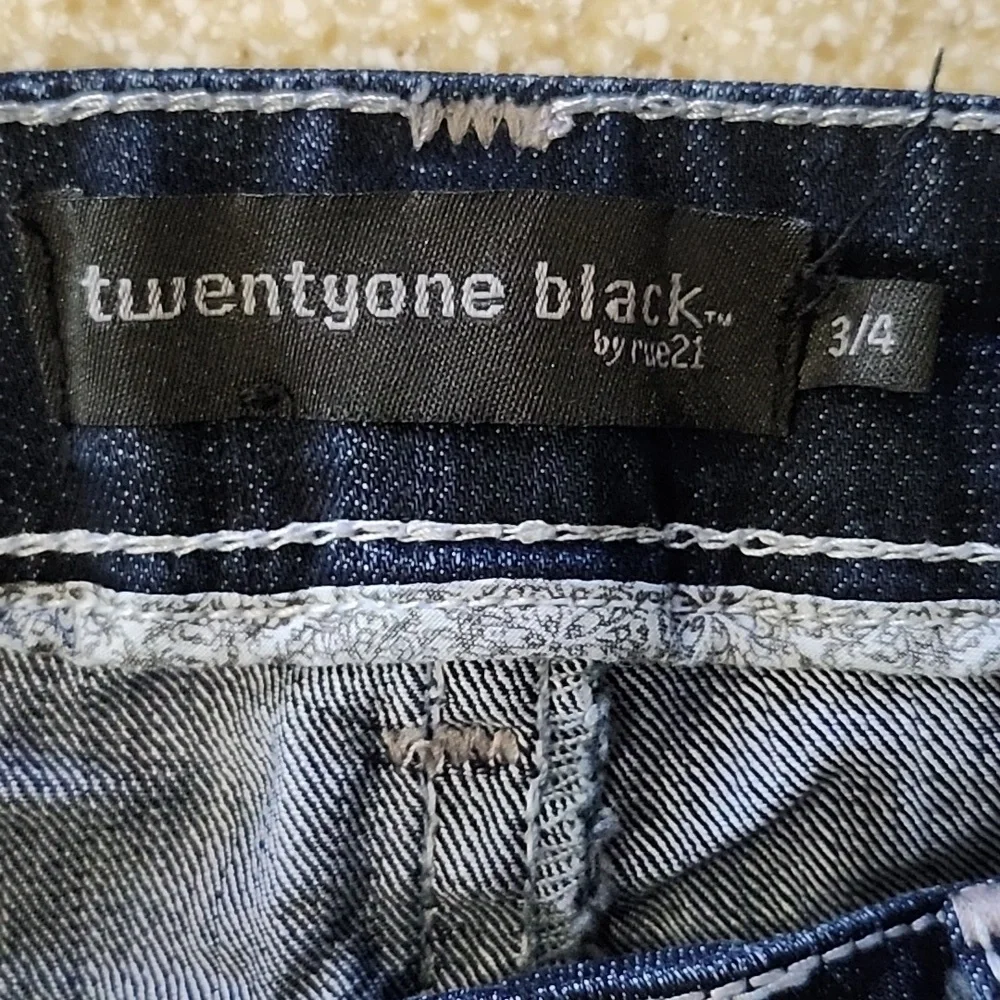 twentyone black™
by rue21
3/4